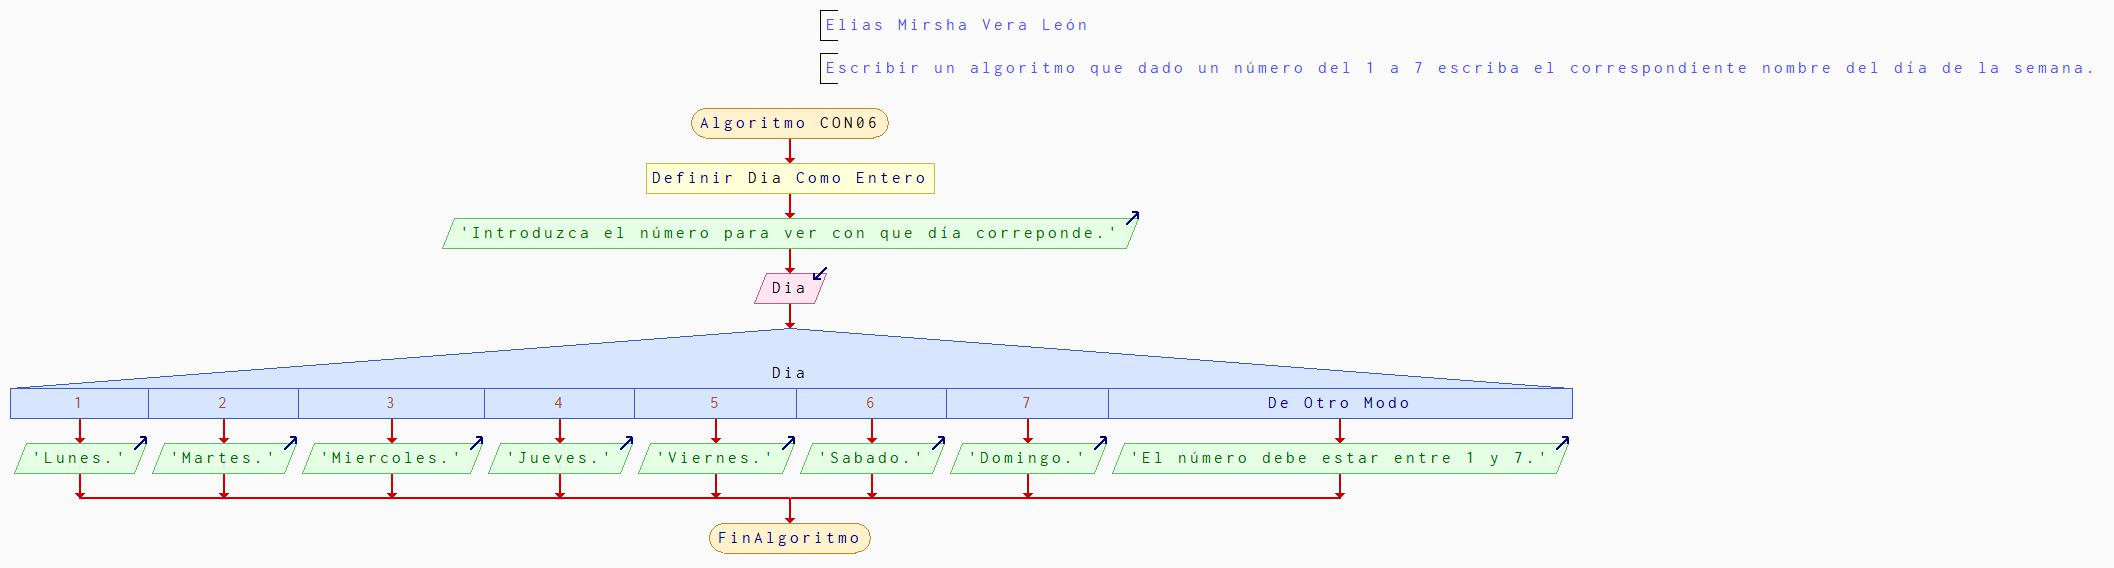 Elias Mirsha Vera León
Escribir un algoritmo que dado un número del 1 a 7 escriba el correspondiente nombre del día de la semana.
Algoritmo CON06
Definir Dia Como Entero
'Introduzca el número para ver con que día correponde.'
Dia
Dia
1 2 3 4 5 6 7 De Otro Modo
'Lunes.' 'Martes.' 'Miercoles.' 'Jueves.' 'Viernes.' 'Sabado.' 'Domingo.' 'El número debe estar entre 1 y 7.'
FinAlgoritmo